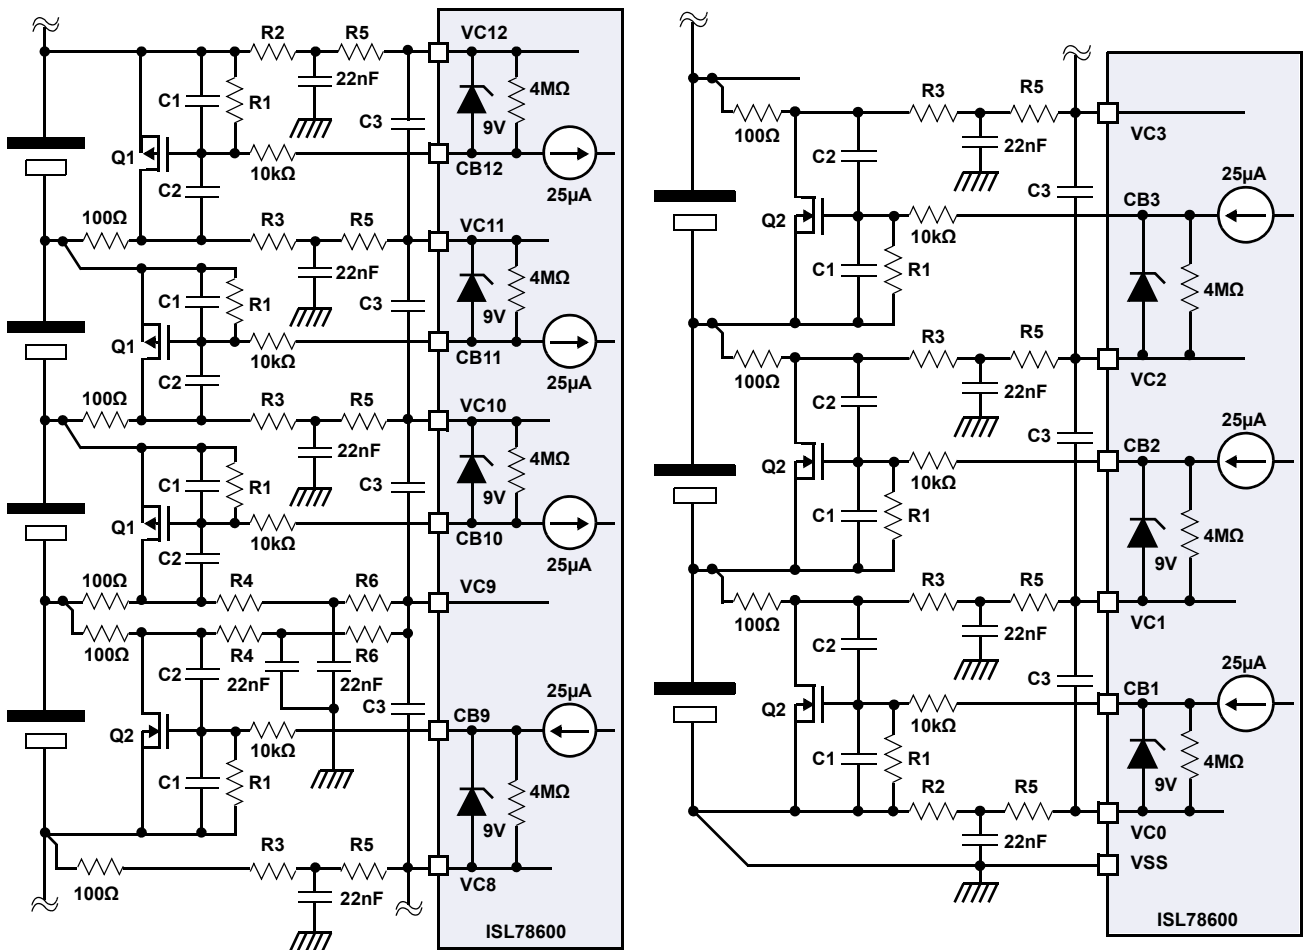 R2 R5 VC12
22nF
C1 R1 4MΩ
C3 9V
Q1 CB12
10kΩ
C2 25µA
100Ω R3 R5 VC11
22nF 4MΩ
C1 R1 C3 9V
Q1 CB11
10kΩ
C2 25µA
100Ω R3 R5 VC10
22nF 4MΩ
C1 R1 C3 9V
Q1 CB10
10kΩ
C2 25µA
100Ω R4 R6 VC9
100Ω R4 R6
C2 22nF 22nF 25µA
C3 CB9
Q2 10kΩ
C1 R1 4MΩ
9V
R3 R5
100Ω 22nF VC8
ISL78600
R3 R5
100Ω 22nF VC3
C2 25µA
C3 CB3
Q2 10kΩ
C1 R1 4MΩ
9V
R3 R5
100Ω 22nF VC2
C2 25µA
C3 CB2
Q2 10kΩ
C1 R1 4MΩ
9V
R3 R5
100Ω 22nF VC1
C2 25µA
C3 CB1
Q2 10kΩ
C1 R1 4MΩ
9V
R2 R5
22nF VC0
VSS
ISL78600